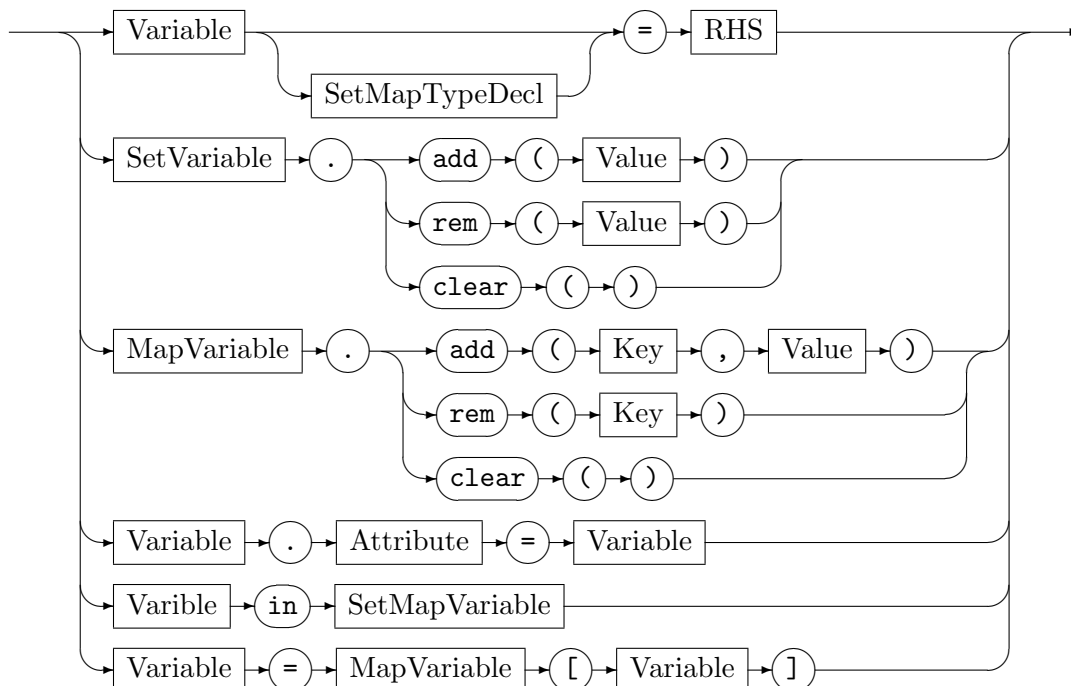 Variable = RHS
SetMapTypeDecl
SetVariable . add ( Value )
rem ( Value )
clear ( )
MapVariable . add ( Key , Value )
rem ( Key )
clear ( )
Variable . Attribute = Variable
Varible in SetMapVariable
Variable = MapVariable [ Variable ]